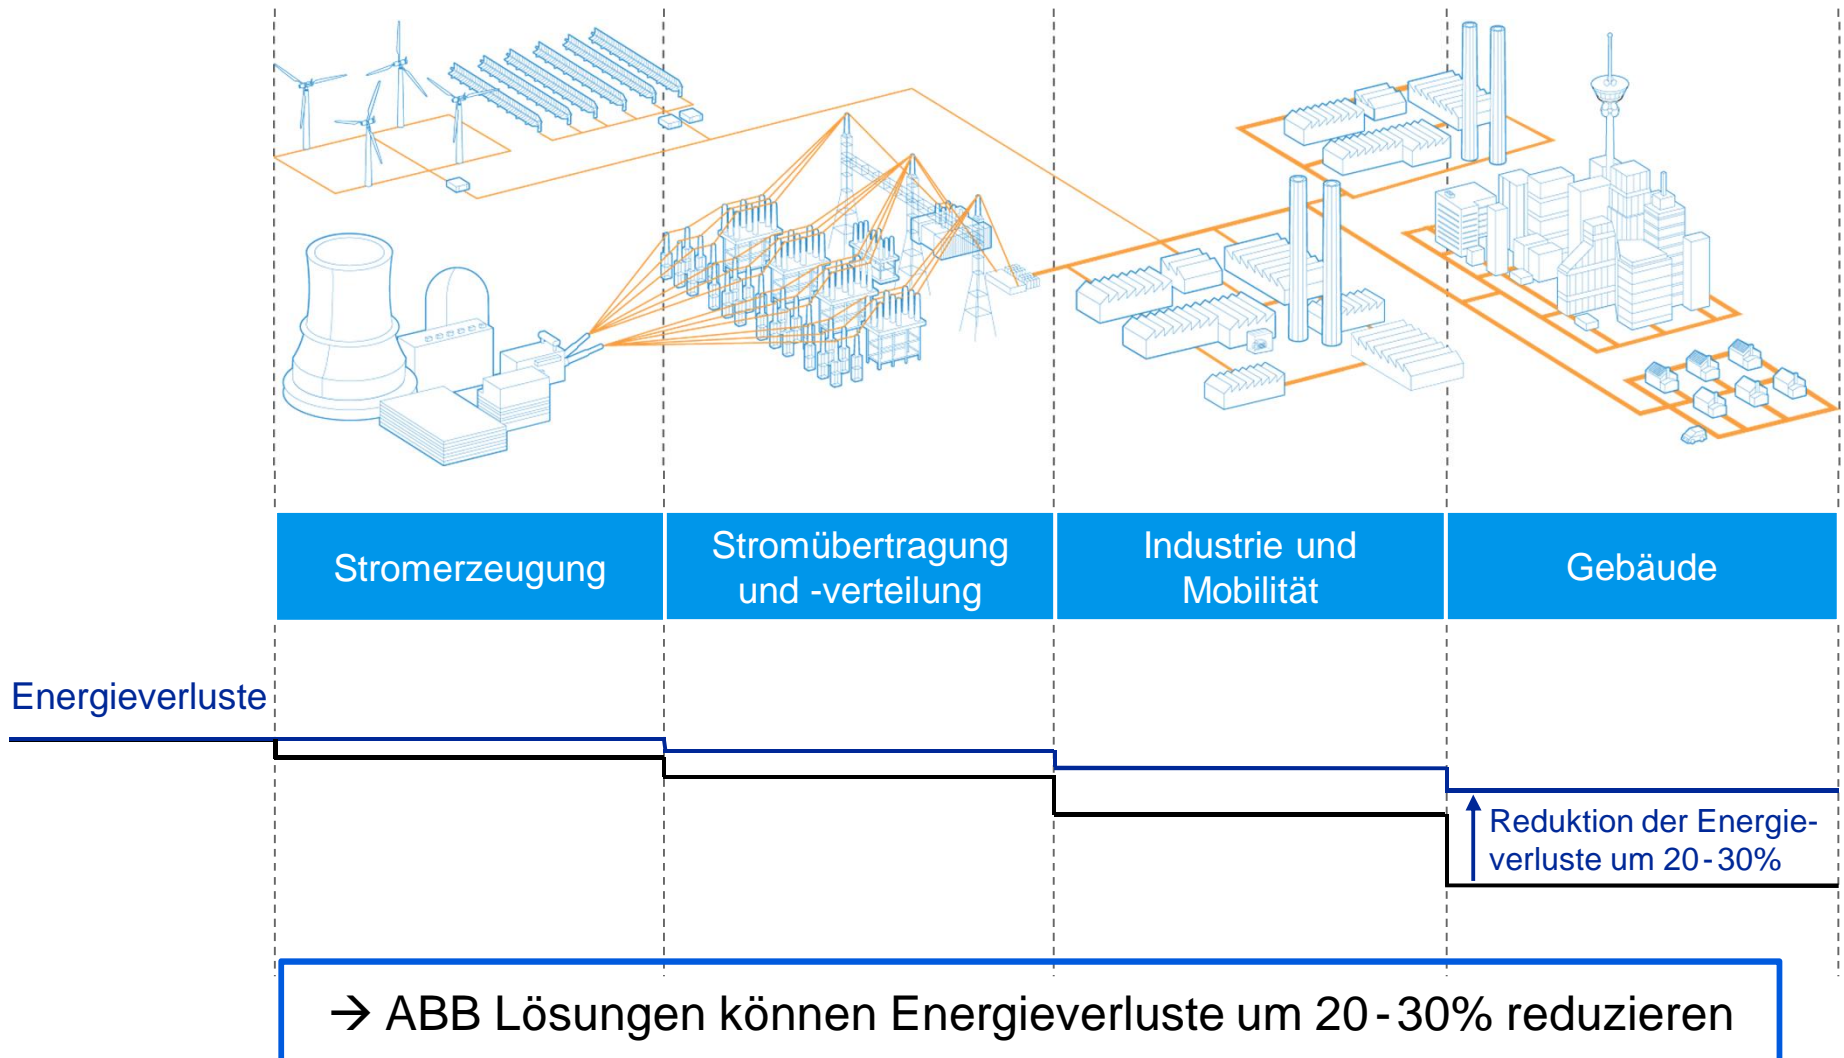 Stromerzeugung
Stromübertragung
und -verteilung
Industrie und
Mobilität
Gebäude
Energieverluste
Reduktion der Energie-
verluste um 20-30%
→ ABB Lösungen können Energieverluste um 20-30% reduzieren